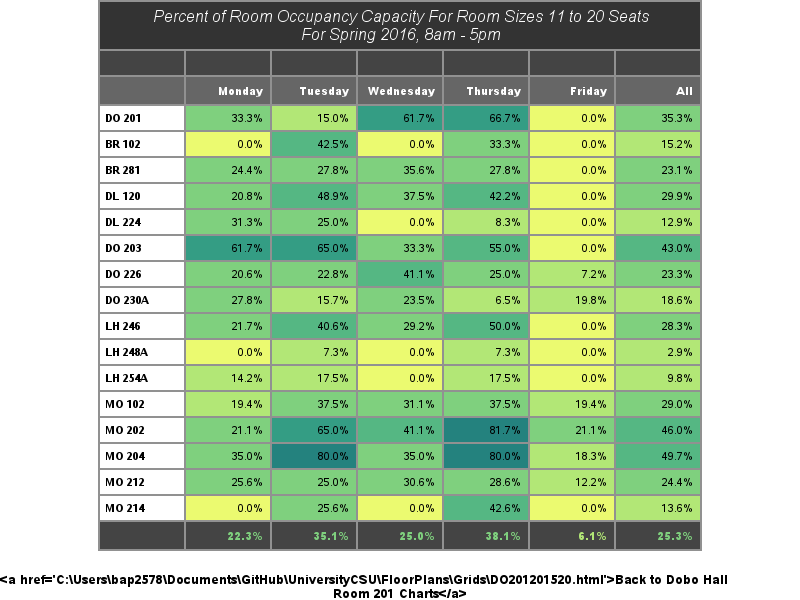 Percent of Room Occupancy Capacity For Room Sizes 11 to 20 Seats
For Spring 2016, 8am - 5pm
Monday Tuesday Wednesday Thursday Friday All
DO 201 33.3% 15.0% 61.7% 66.7% 0.0% 35.3%
BR 102 0.0% 42.5% 0.0% 33.3% 0.0% 15.2%
BR 281 24.4% 27.8% 35.6% 27.8% 0.0% 23.1%
DL 120 20.8% 48.9% 37.5% 42.2% 0.0% 29.9%
DL 224 31.3% 25.0% 0.0% 8.3% 0.0% 12.9%
DO 203 61.7% 65.0% 33.3% 55.0% 0.0% 43.0%
DO 226 20.6% 22.8% 41.1% 25.0% 7.2% 23.3%
DO 230A 27.8% 15.7% 23.5% 6.5% 19.8% 18.6%
LH 246 21.7% 40.6% 29.2% 50.0% 0.0% 28.3%
LH 248A 0.0% 7.3% 0.0% 7.3% 0.0% 2.9%
LH 254A 14.2% 17.5% 0.0% 17.5% 0.0% 9.8%
MO 102 19.4% 37.5% 31.1% 37.5% 19.4% 29.0%
MO 202 21.1% 65.0% 41.1% 81.7% 21.1% 46.0%
MO 204 35.0% 80.0% 35.0% 80.0% 18.3% 49.7%
MO 212 25.6% 25.0% 30.6% 28.6% 12.2% 24.4%
MO 214 0.0% 25.6% 0.0% 42.6% 0.0% 13.6%
22.3% 35.1% 25.0% 38.1% 6.1% 25.3%
<a href='C:\Users\bap2578\Documents\GitHub\UniversityCSU\FloorPlans\Grids\DO201201520.html'>Back to Dobo Hall
Room 201 Charts</a>